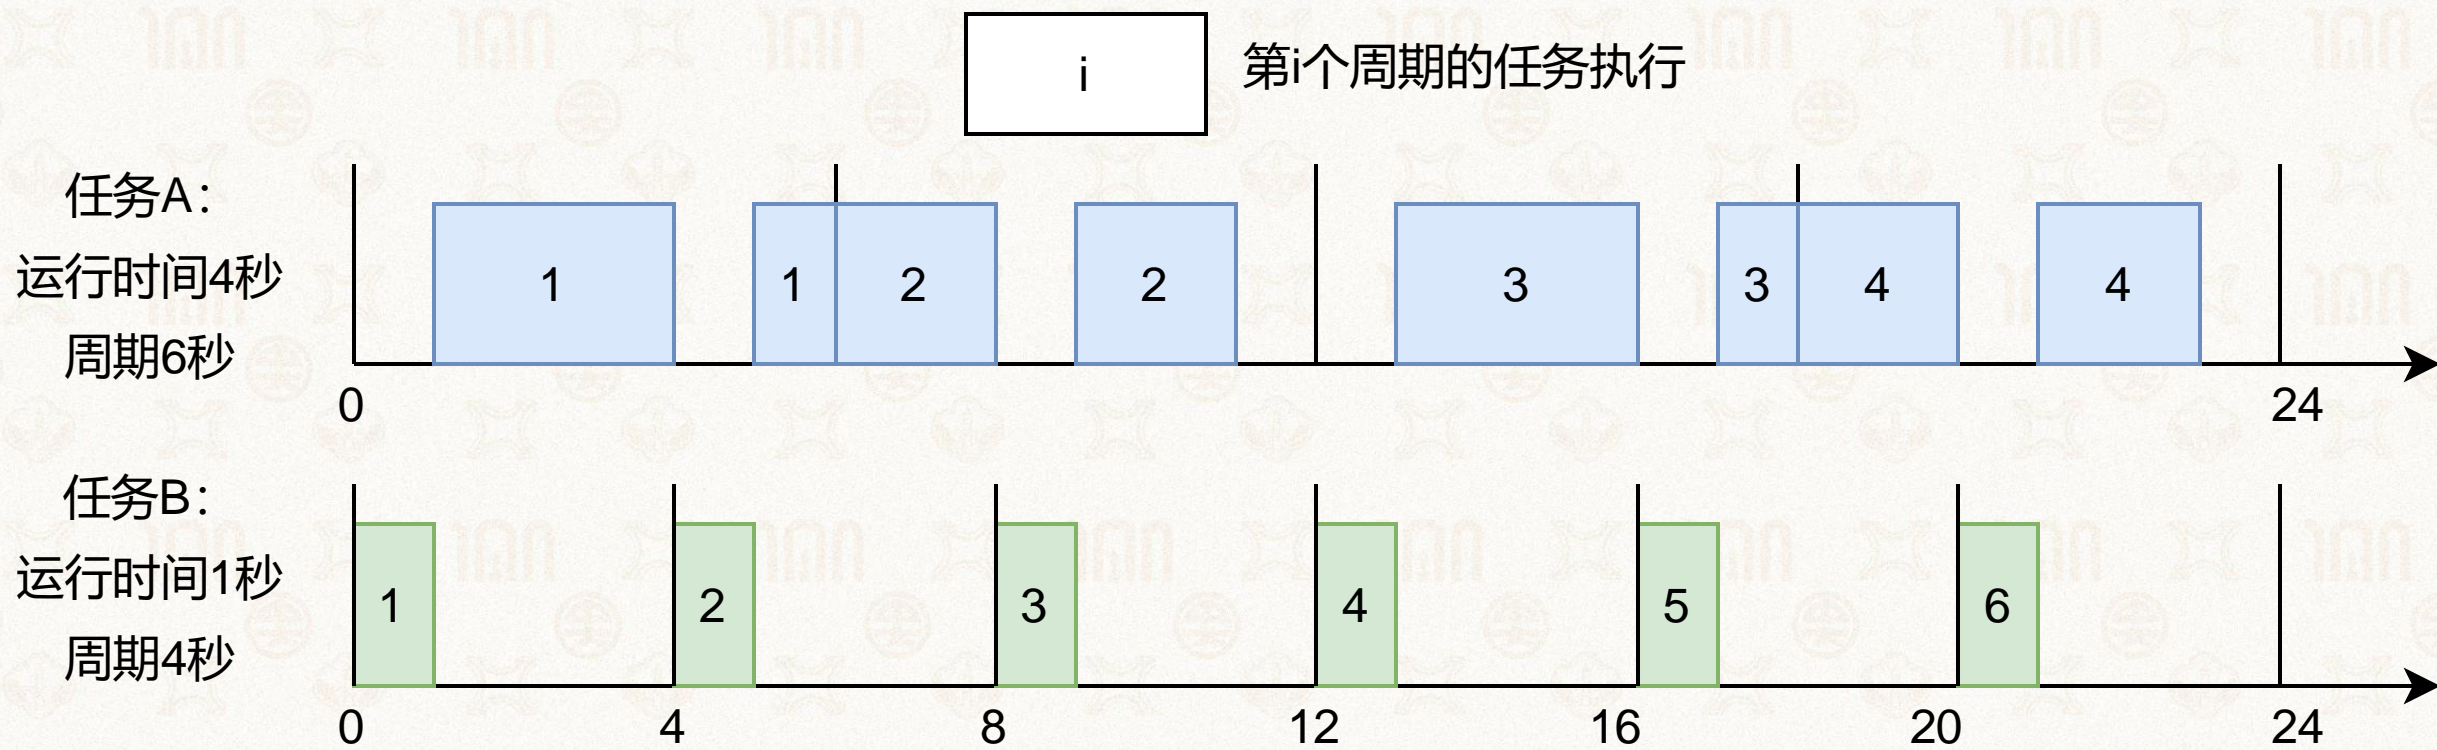 i
第i个周期的任务执行
任务A：
运行时间4秒
周期6秒
1 1 2 2 3 3 4 4
0 24
任务B：
运行时间1秒
周期4秒
1 2 3 4 5 6
0 4 8 12 16 20 24